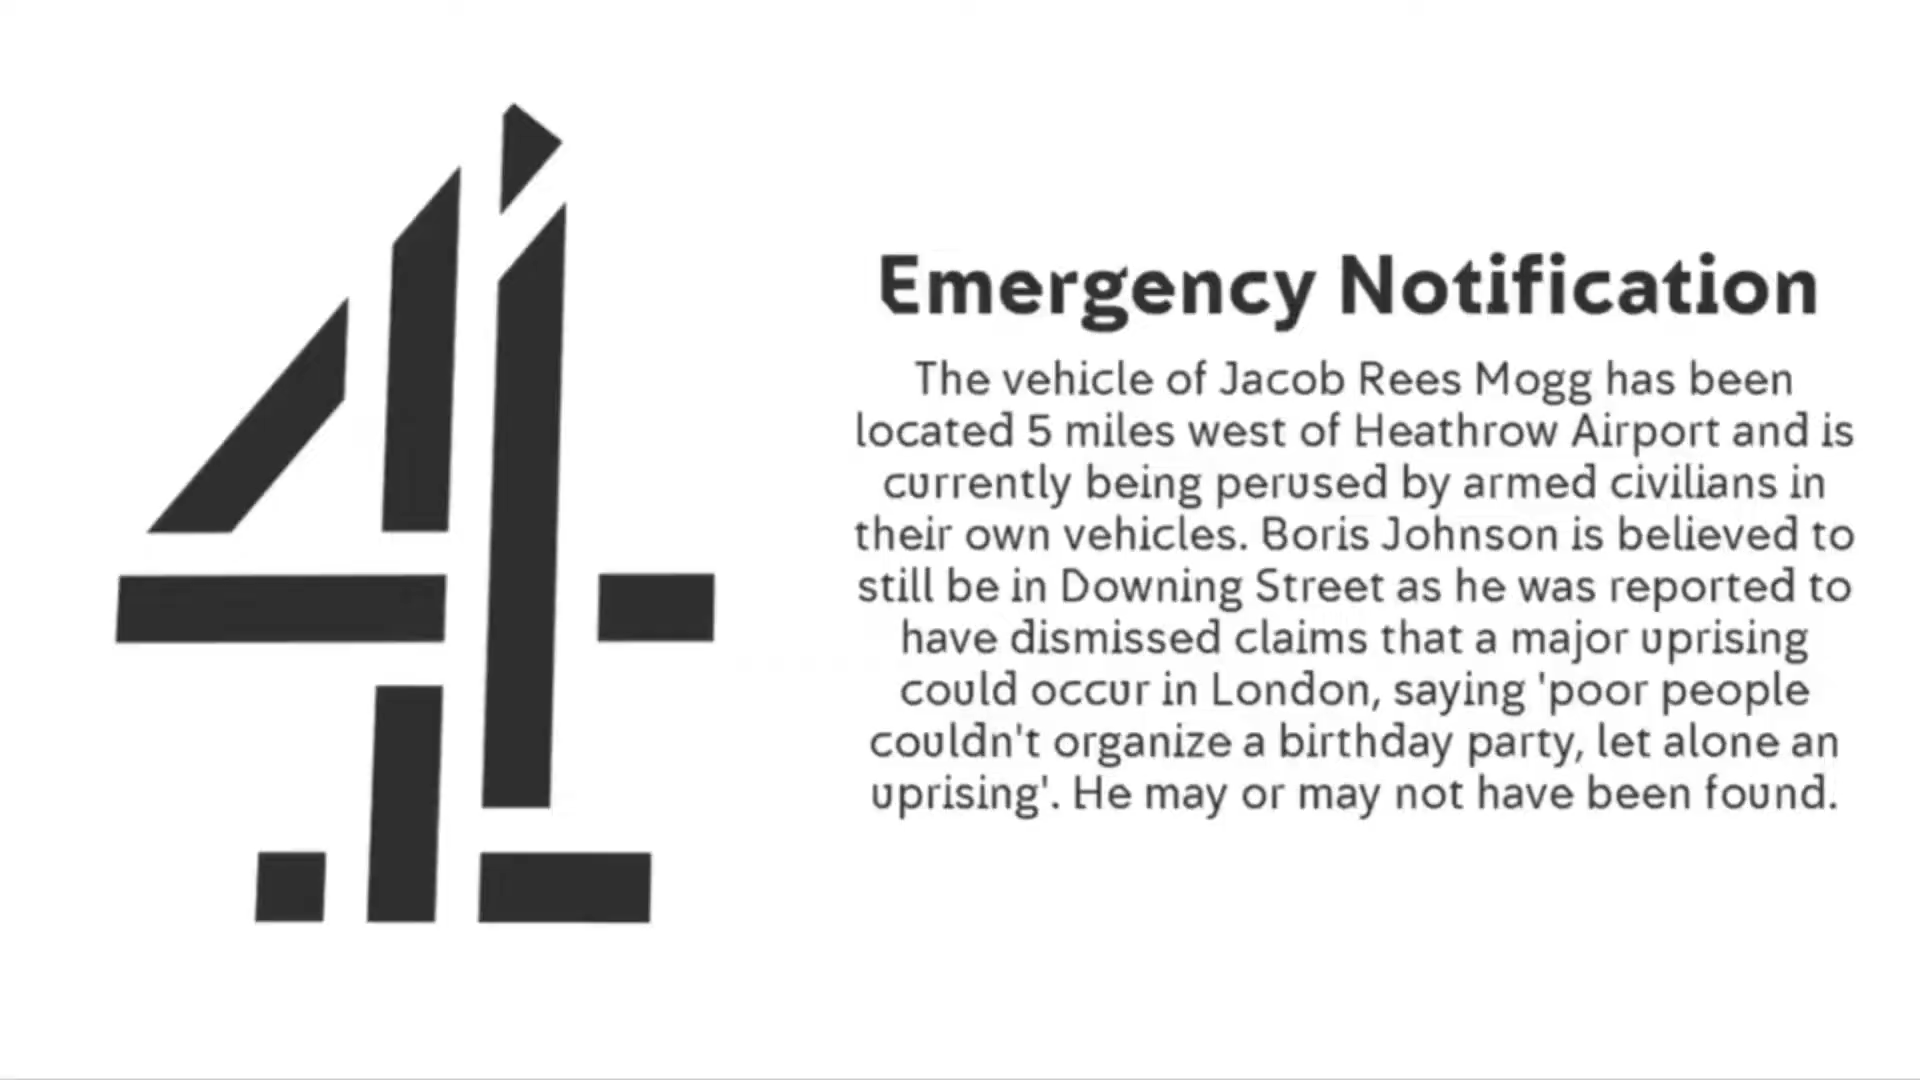 Emergency Notification
The vehicle of Jacob Rees Mogg has been
located 5 miles west of Heathrow Airport and is
currently being perused by armed civilians in
their own vehicles. Boris Johnson is believed to
still be in Downing Street as he was reported to
have dismissed claims that a major uprising
could occur in London, saying 'poor people
couldn't organize a birthday party, let alone an
uprising'. He may or may not have been found.